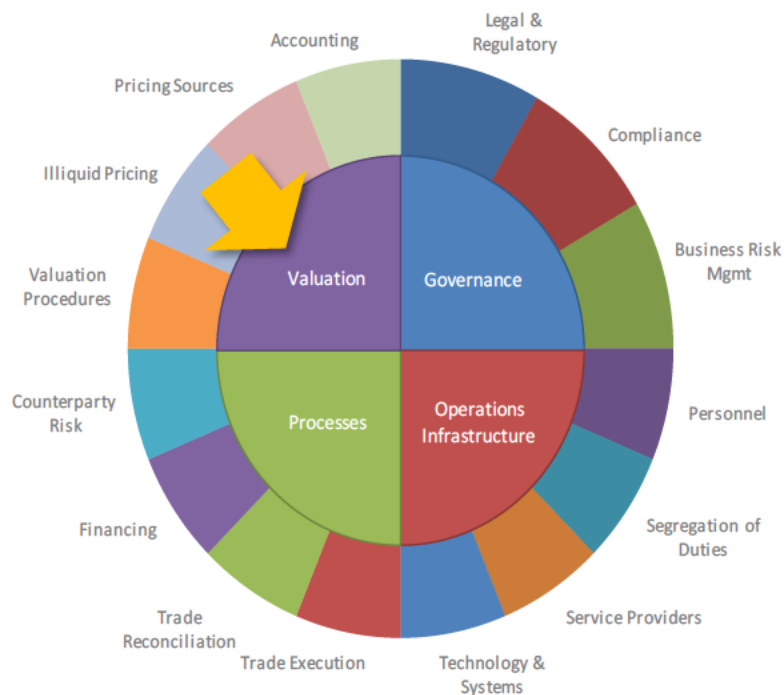 Accounting
Legal &
Regulatory
Pricing Sources
Compliance
Illiquid Pricing
Business Risk
Mgmt
Valuation
Procedures
Valuation
Governance
Counterparty
Risk
Processes
Operations
Infrastructure
Personnel
Financing
Segregation of
Duties
Trade
Reconciliation
Service Providers
Trade Execution
Technology &
Systems